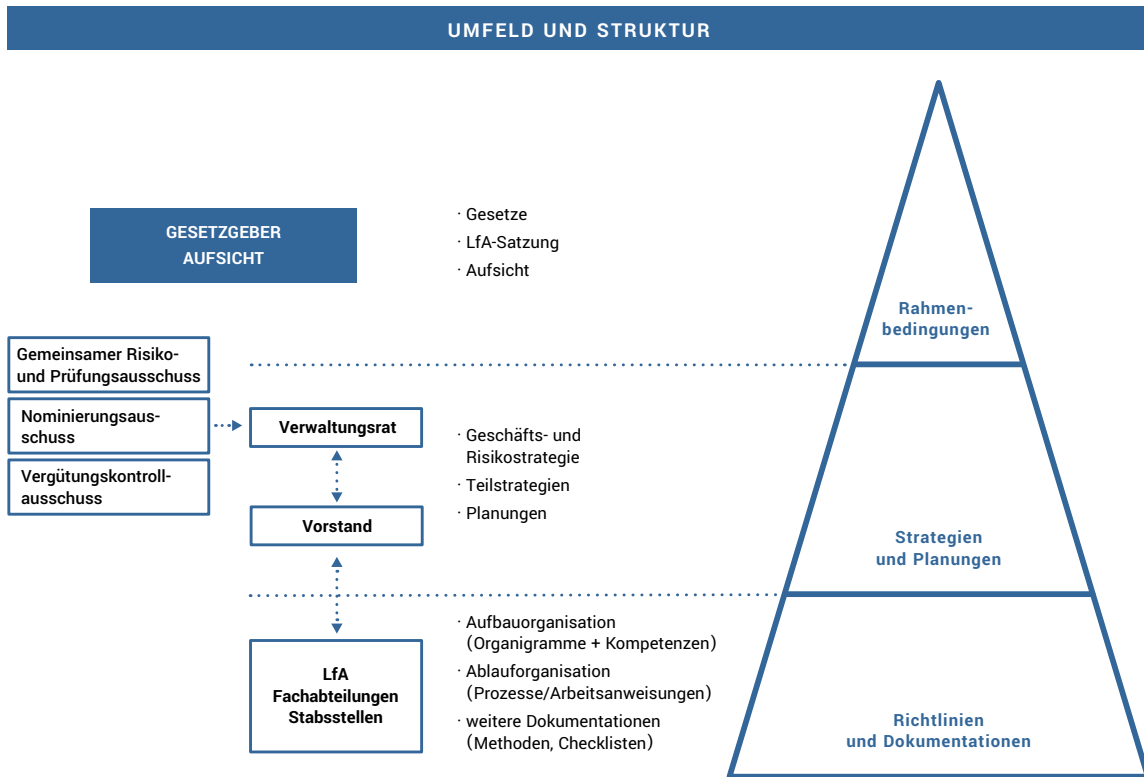 UMFELD UND STRUKTUR
GESETZGEBER
AUFSICHT
· Gesetze
· LfA-Satzung
· Aufsicht
Rahmen-
bedingungen
Gemeinsamer Risiko-
und Prüfungsausschuss
Nominierungsaus-
schuss
Vergütungskontroll-
ausschuss
Verwaltungsrat
Vorstand
· Geschäfts- und
Risikostrategie
· Teilstrategien
· Planungen
Strategien
und Planungen
LfA
Fachabteilungen
Stabsstellen
· Aufbauorganisation
(Organigramme + Kompetenzen)
· Ablauforganisation
(Prozesse/Arbeitsanweisungen)
· weitere Dokumentationen
(Methoden, Checklisten)
Richtlinien
und Dokumentationen